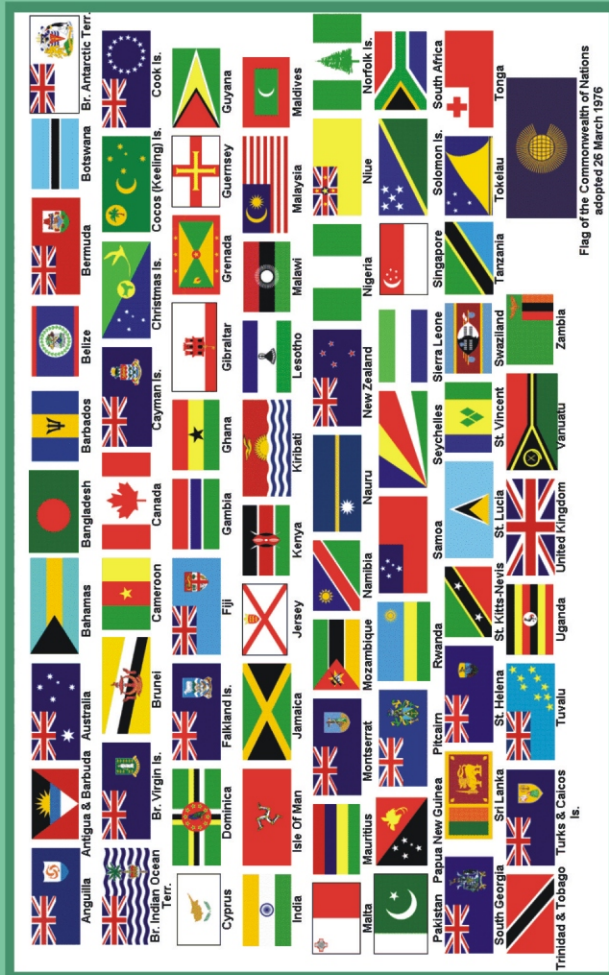 Anguilla Antigua & Barbuda Australia Bahamas Bangladesh Barbados Belize Bermuda Botswana Br. Antarctic Terr.
Br. Indian Ocean Br. Virgin Is. Brunei Cameroon Canada Cayman Is. Christmas Is. Cocos (Keeling) Is. Cook Is.
Terr.
Cyprus Dominica Falkland Is. Fiji Gambia Ghana Gibraltar Grenada Guernsey Guyana
India Isle Of Man Jamaica Jersey Kenya Kiribati Lesotho Malawi Malaysia Maldives
Malta Mauritius Montserrat Mozambique Namibia Nauru New Zealand Nigeria Niue Norfolk Is.
Pakistan Papua New Guinea Pitcairn Rwanda Samoa Seychelles Sierra Leone Singapore Solomon Is. South Africa
South Georgia Sri Lanka St. Helena St. Kitts-Nevis St. Lucia St. Vincent Swaziland Tanzania Tokelau Tonga
Trinidad & Tobago Turks & Caicos Tuvalu Uganda United Kingdom Vanuatu Zambia
Is.
Flag of the Commonwealth of Nations
adopted 26 March 1976